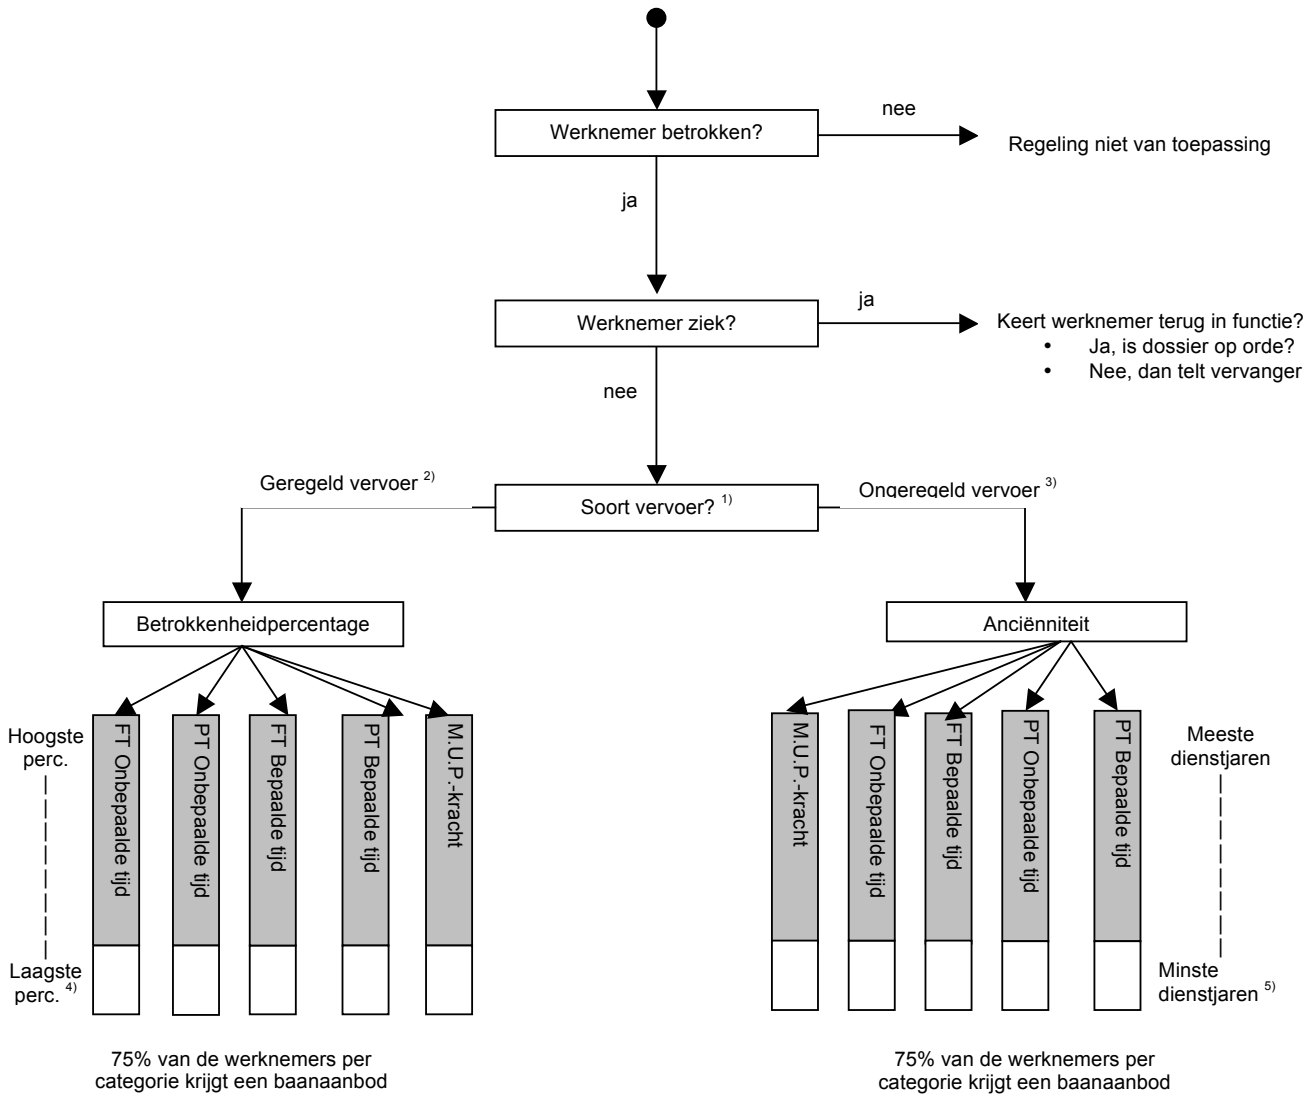 nee
Werknemer betrokken?
Regeling niet van toepassing
ja
ja
Werknemer ziek?
Keert werknemer terug in functie?
• Ja, is dossier op orde?
• Nee, dan telt vervanger
nee
Geregeld vervoer 2)
Soort vervoer? 1)
Ongeregeld vervoer 3)
Betrokkenheidpercentage
Anciënniteit
Hoogste
perc.
FT Onbepaalde tijd
PT Onbepaalde tijd
FT Bepaalde tijd
PT Bepaalde tijd
M.U.P.-kracht
Laagste
perc. 4)
M.U.P.-kracht
FT Onbepaalde tijd
FT Bepaalde tijd
PT Onbepaalde tijd
PT Bepaalde tijd
Meeste
dienstjaren
Minste
dienstjaren 5)
75% van de werknemers per
categorie krijgt een baanaanbod
75% van de werknemers per
categorie krijgt een baanaanbod